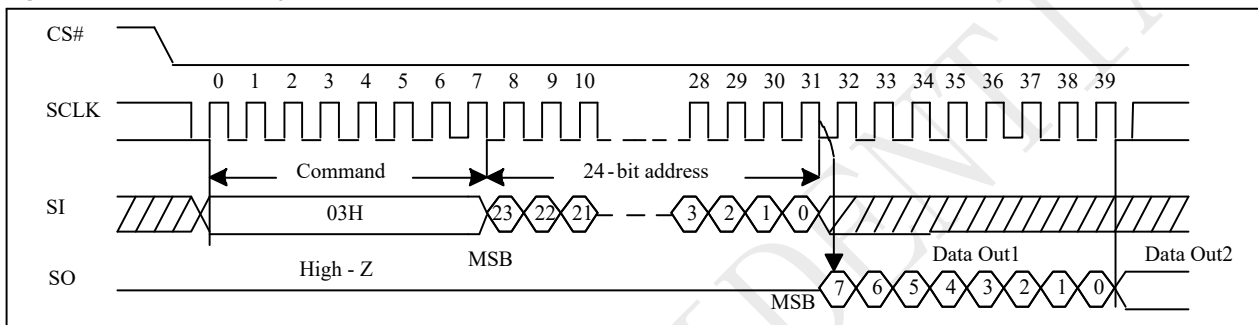 CS#
0 1 2 3 4 5 6 7 8 9 10 28 29 30 31 32 33 34 35 36 37 38 39
SCLK
Command 24-bit address
SI 03H 23 22 21 3 2 1 0
High - Z MSB Data Out1 Data Out2
SO 7 6 5 4 3 2 1 0
MSB